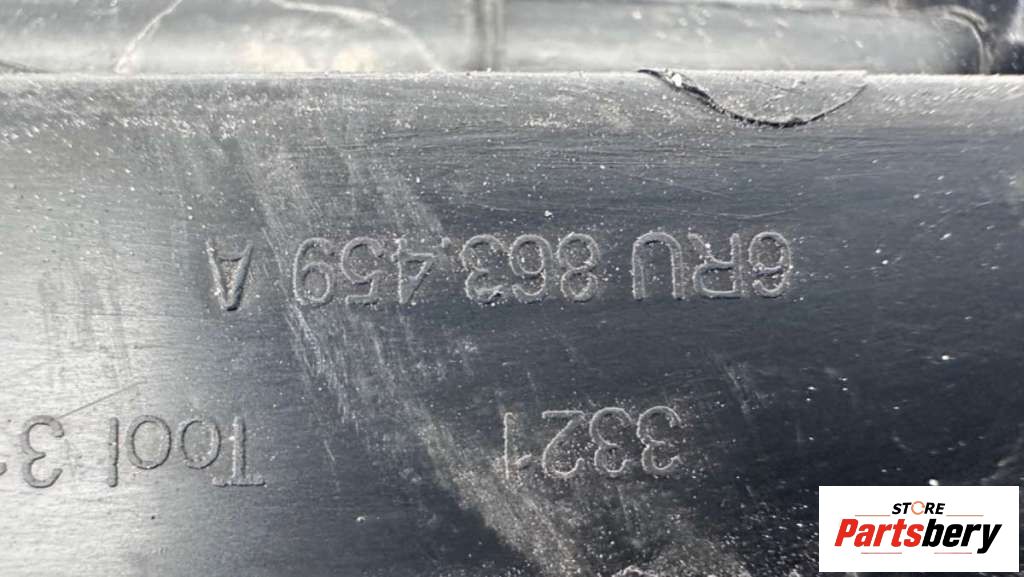 3321 Tool 3
6RU 863.459 A
STORE
Partsbery